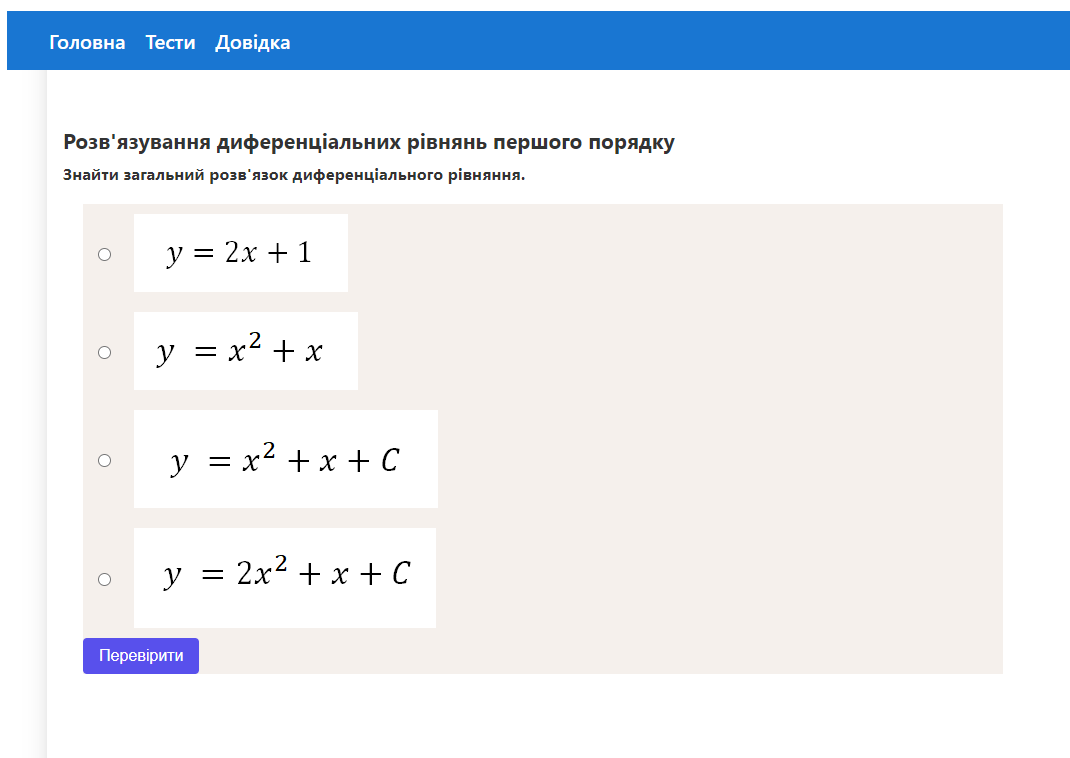 Головна Тести Довідка
Розв'язування диференціальних рівнянь першого порядку
Знайти загальний розв'язок диференціального рівняння.
y = 2x + 1
y = x² + x
y = x² + x + C
y = 2x² + x + C
Перевірити